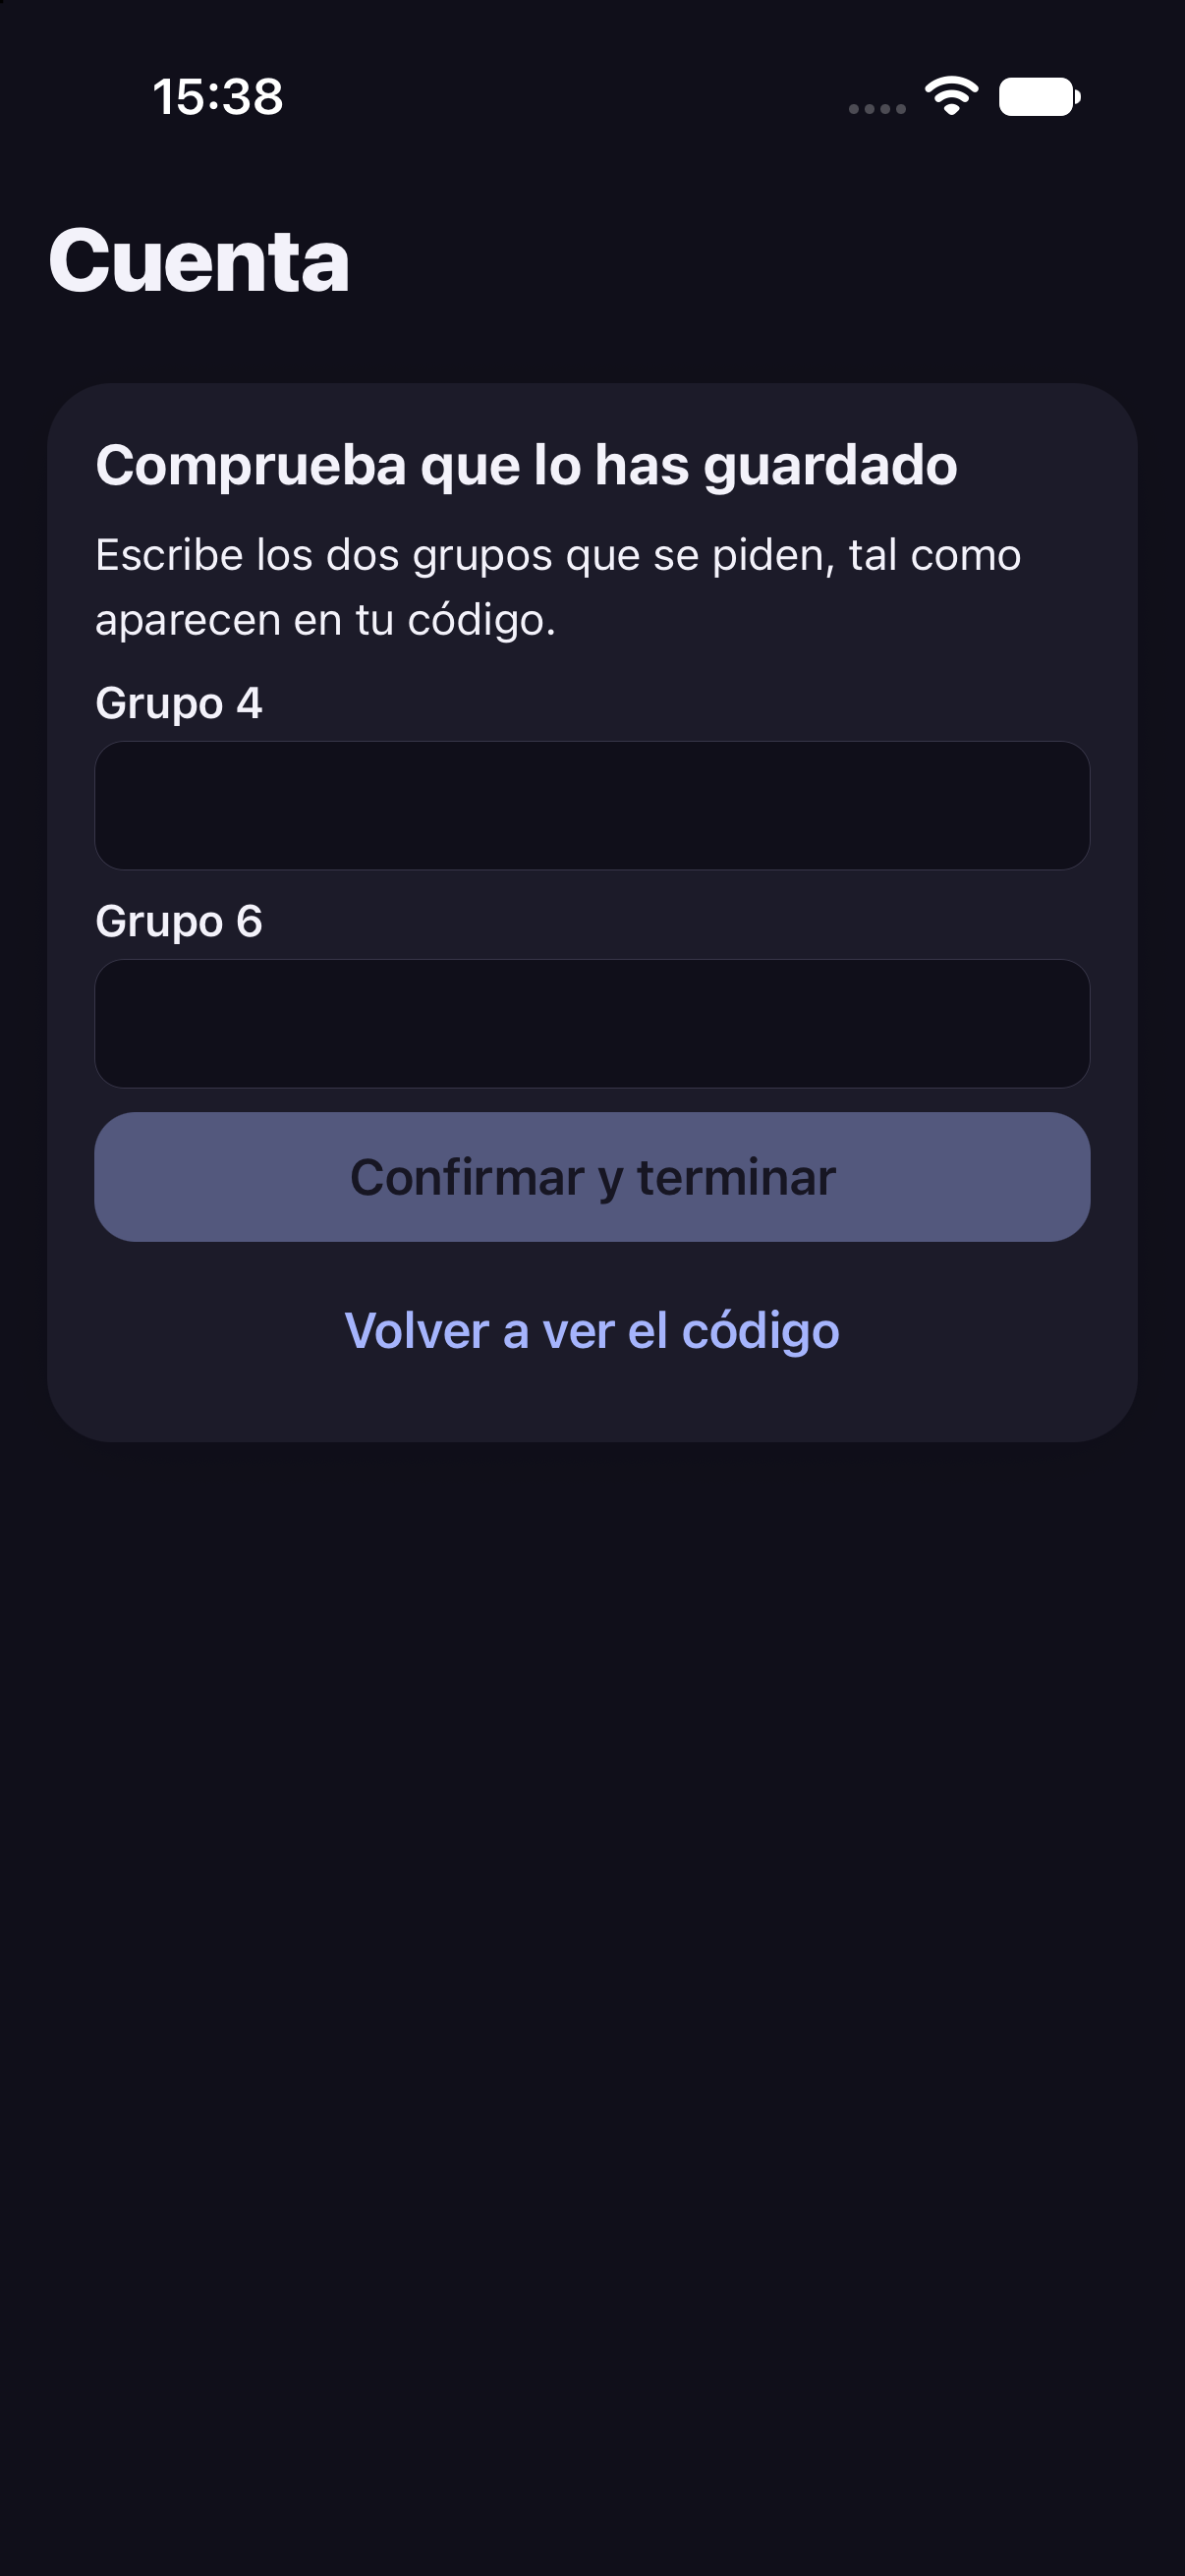 15:38
Cuenta
Comprueba que lo has guardado
Escribe los dos grupos que se piden, tal como
aparecen en tu código.
Grupo 4
Grupo 6
Confirmar y terminar
Volver a ver el código